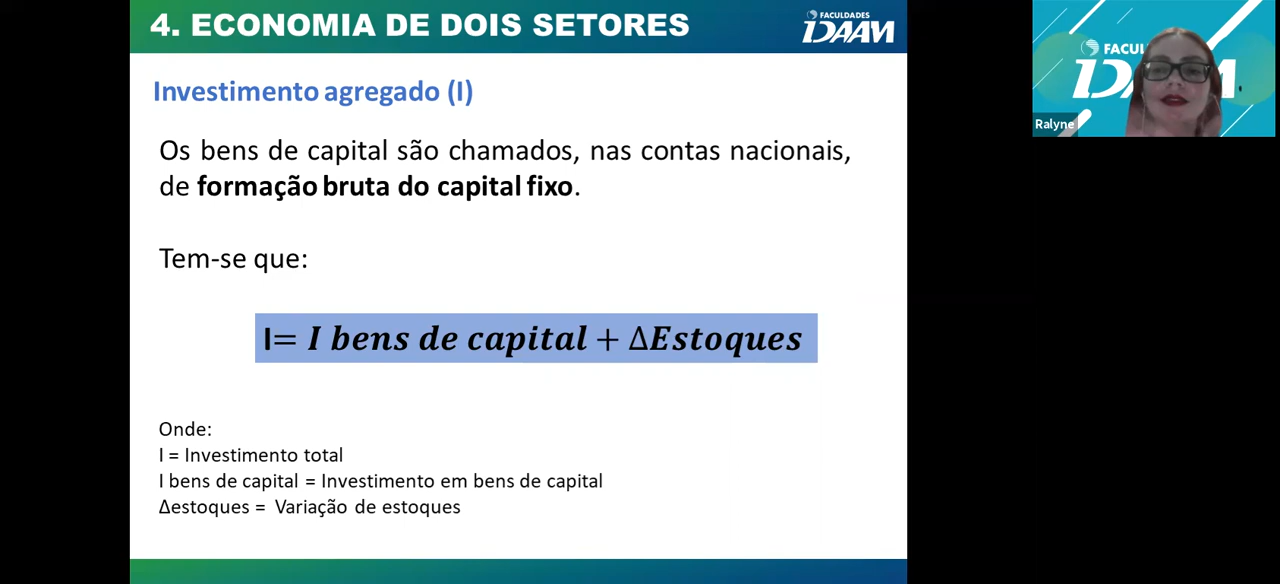 4. ECONOMIA DE DOIS SETORES
FACULDADES
IDAAM
Investimento agregado (I)
Os bens de capital são chamados, nas contas nacionais,
de formação bruta do capital fixo.
Tem-se que:
I= I bens de capital + ΔEstoques
Onde:
I = Investimento total
I bens de capital = Investimento em bens de capital
Δestoques = Variação de estoques
FACUL
Ralyne